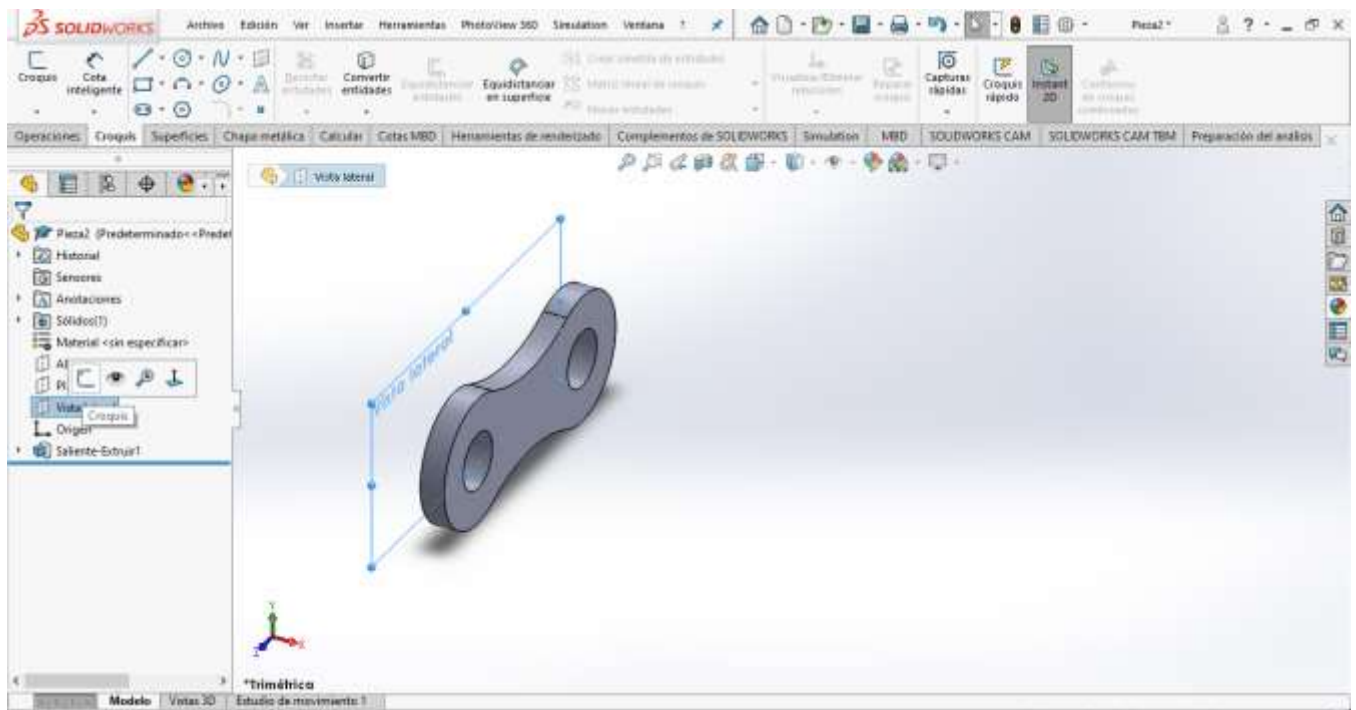 SOLIDWORKS Archivo Edición Ver Insertar Herramientas PhotoView 360 Simulation Ventana ? Pieza2 *
Croquis
Cota inteligente
Convertir entidades
Equidistanciar en superficie
Capturas rápidas
Croquis rápido
Instant 2D
Operaciones Croquis Superficies Chapa metálica Calcular Cotas MBD Herramientas de renderizado Complementos de SOLIDWORKS Simulation MBD SOLIDWORKS CAM SOLIDWORKS CAM TBM Preparación del análisis
Vista lateral
Pieza2 (Predeterminado<<Predet
Historial
Sensores
Anotaciones
Sólidos(1)
Material <sin especificar>
Al
Pl
Vista
Croquis
Origen
Saliente-Extruir1
Vista lateral
Y
X
Z
*Trimétrica
Modelo Vistas 3D Estudio de movimiento 1